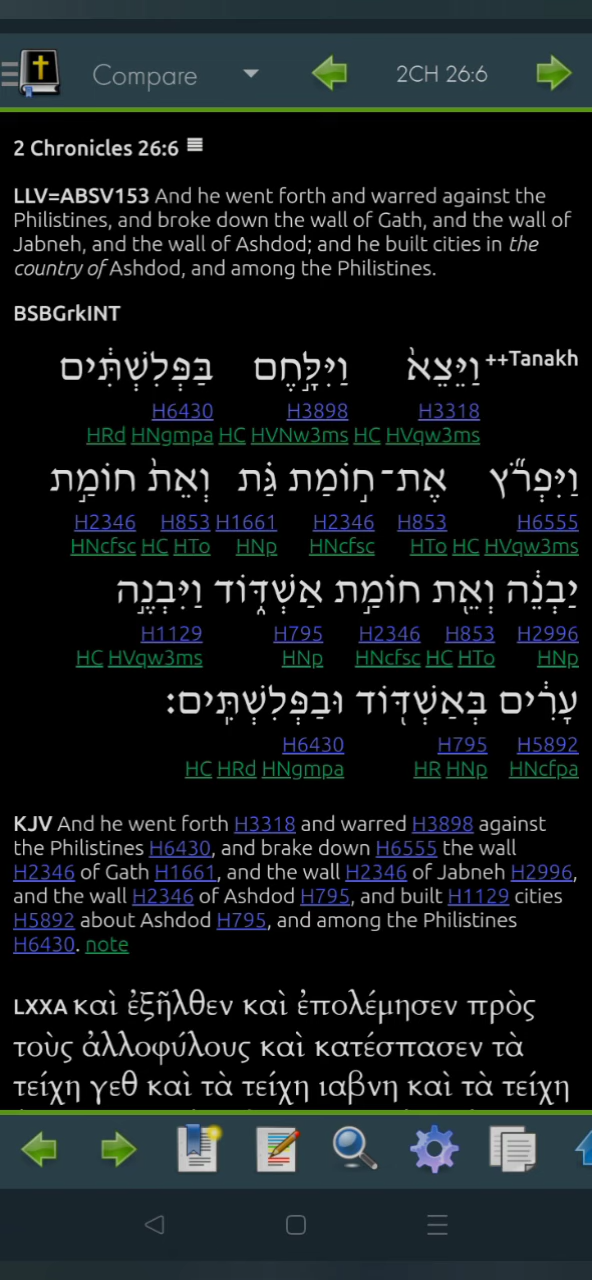 Compare
2CH 26:6
2 Chronicles 26:6
LLV=ABSV153 And he went forth and warred against the
Philistines, and broke down the wall of Gath, and the wall of
Jabneh, and the wall of Ashdod; and he built cities in the
country of Ashdod, and among the Philistines.
BSBGrkINT
++Tanakh וַיֵּצֵא֙ וַיִּלָּ֣חֶם בַּפְּלִשְׁתִּ֔ים
H6430 H3898 H3318
HRd HNgmpa HC HVNw3ms HC HVqw3ms
וַיִּפְרֹ֞ץ אֶת־ח֣וֹמַת גַּ֗ת וְאֵת֙ חוֹמַ֣ת
H2346 H853 H1661 H2346 H853 H6555
HNcfsc HC HTo HNp HNcfsc HTo HC HVqw3ms
יַבְנֵ֔ה וְאֵ֖ת חוֹמַ֣ת אַשְׁדּ֑וֹד וַיִּבְנֶ֣ה
H1129 H795 H2346 H853 H2996
HC HVqw3ms HNp HNcfsc HC HTo HNp
עָרִ֔ים בְּאַשְׁדּ֖וֹד וּבַפְּלִשְׁתִּֽים׃
H6430 H795 H5892
HC HRd HNgmpa HR HNp HNcfpa
KJV And he went forth H3318 and warred H3898 against
the Philistines H6430, and brake down H6555 the wall
H2346 of Gath H1661, and the wall H2346 of Jabneh H2996,
and the wall H2346 of Ashdod H795, and built H1129 cities
H5892 about Ashdod H795, and among the Philistines
H6430. note
LXXA καὶ ἐξῆλθεν καὶ ἐπολέμησεν πρὸς
τοὺς ἀλλοφύλους καὶ κατέσπασεν τὰ
τείχη γεθ καὶ τὰ τείχη ιαβνη καὶ τὰ τείχη